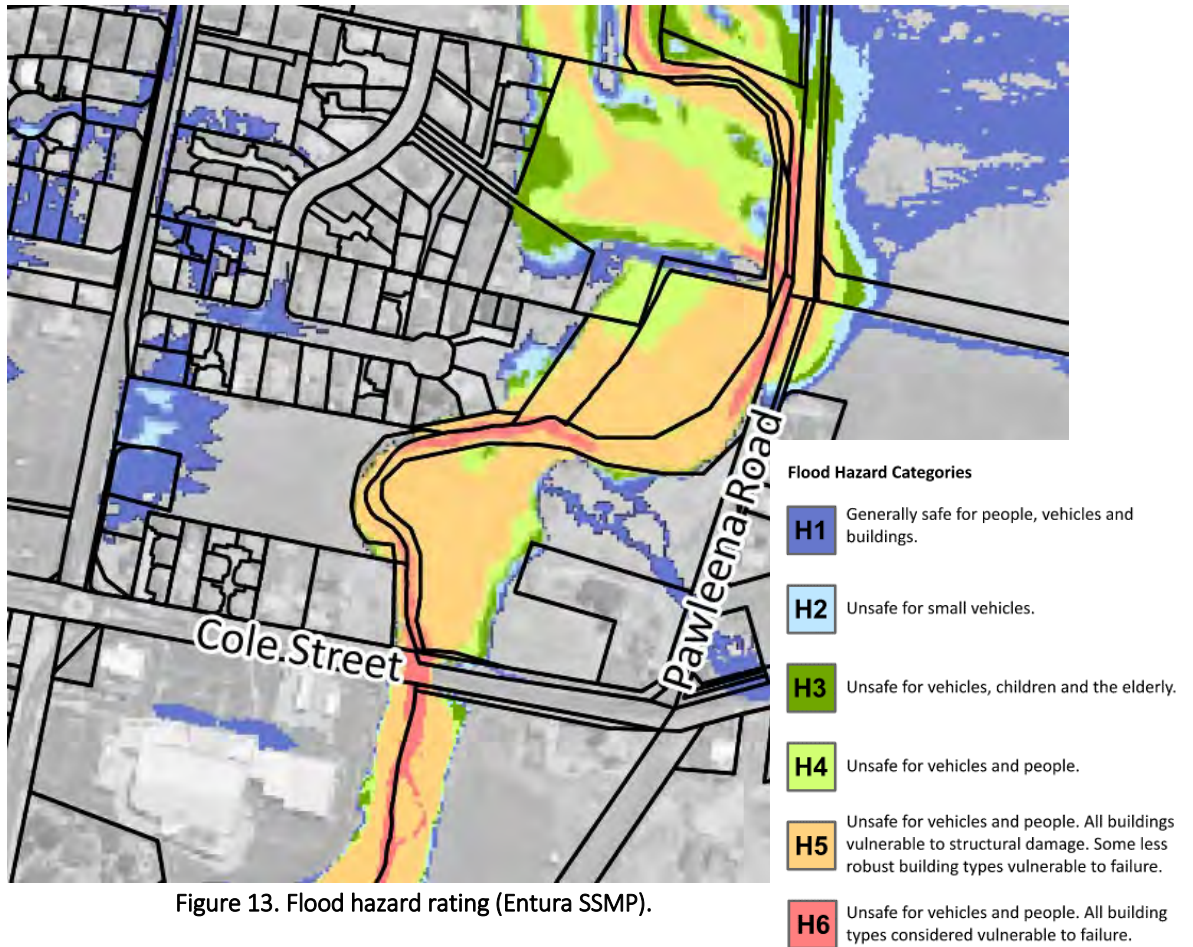 Cole Street
Pawleena Road
Flood Hazard Categories
H1
Generally safe for people, vehicles and
buildings.
H2
Unsafe for small vehicles.
H3
Unsafe for vehicles, children and the elderly.
H4
Unsafe for vehicles and people.
H5
Unsafe for vehicles and people. All buildings
vulnerable to structural damage. Some less
robust building types vulnerable to failure.
H6
Unsafe for vehicles and people. All building
types considered vulnerable to failure.
Figure 13. Flood hazard rating (Entura SSMP).